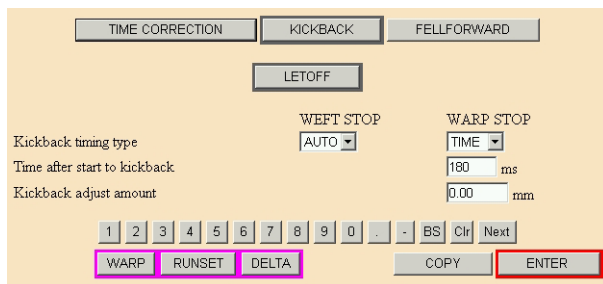 TIME CORRECTION KICKBACK FELLFORWARD
LETOFF
WEFT STOP WARP STOP
Kickback timing type AUTO TIME
Time after start to kickback 180 ms
Kickback adjust amount 0.00 mm
1 2 3 4 5 6 7 8 9 0 . - BS Clr Next
WARP RUNSET DELTA COPY ENTER